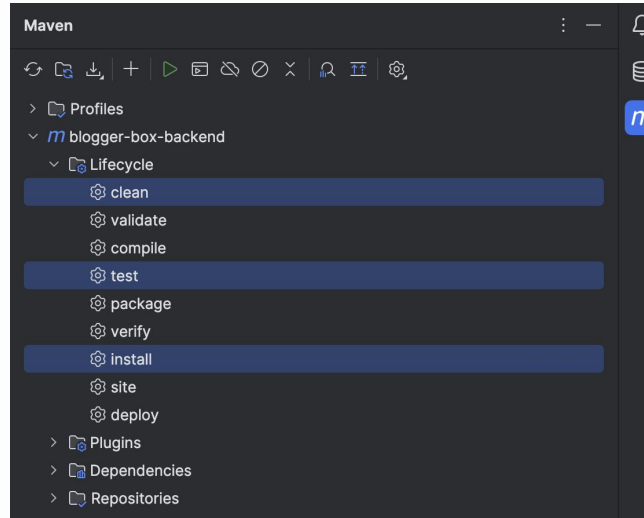 Maven
Profiles
m blogger-box-backend
Lifecycle
clean
validate
compile
test
package
verify
install
site
deploy
Plugins
Dependencies
Repositories
m